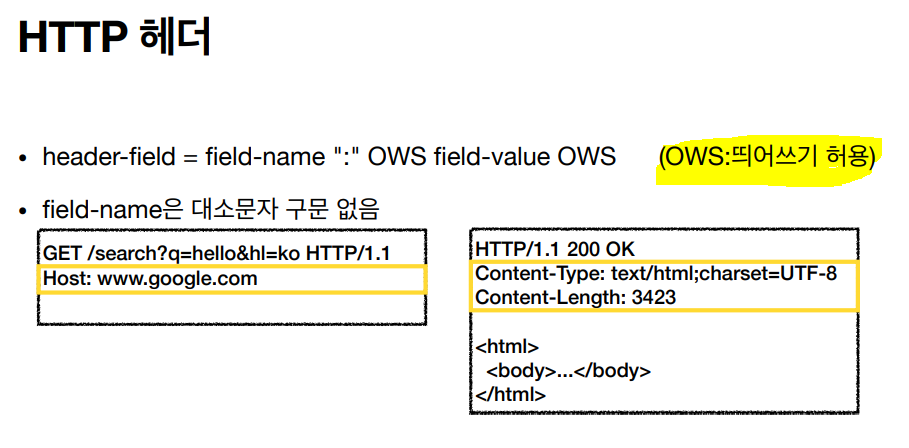 HTTP 헤더
• header-field = field-name ":" OWS field-value OWS (OWS:띄어쓰기 허용)
• field-name은 대소문자 구문 없음
GET /search?q=hello&hl=ko HTTP/1.1
Host: www.google.com
HTTP/1.1 200 OK
Content-Type: text/html;charset=UTF-8
Content-Length: 3423
<html>
<body>...</body>
</html>